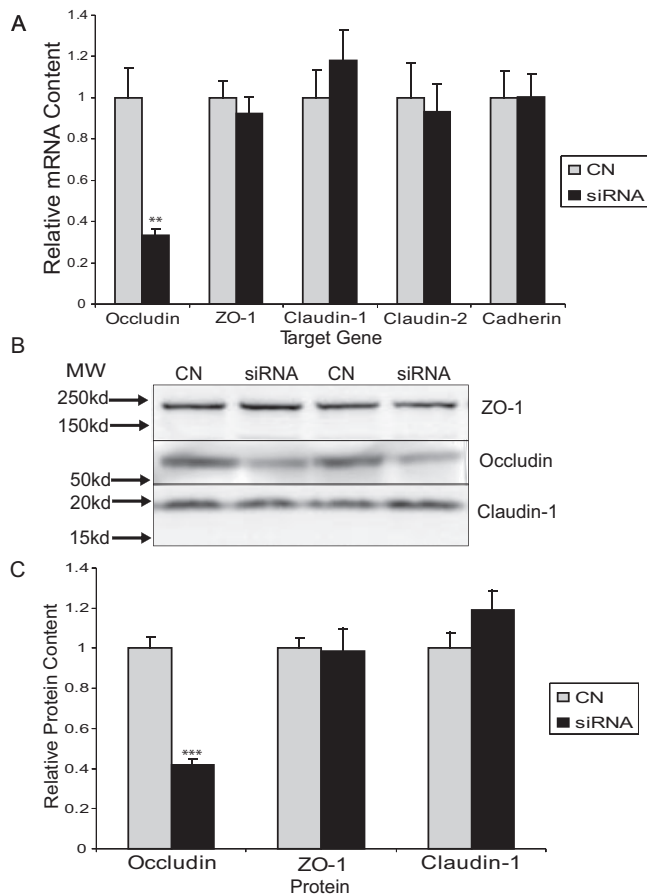 A
Relative mRNA Content
1.4
1.2
1
0.8
0.6
0.4
0.2
0
**
CN
siRNA
Occludin ZO-1 Claudin-1 Claudin-2 Cadherin
Target Gene
B
MW CN siRNA CN siRNA
250kd
150kd
ZO-1
50kd
Occludin
20kd
15kd
Claudin-1
C
Relative Protein Content
1.4
1.2
1
0.8
0.6
0.4
0.2
0
***
CN
siRNA
Occludin ZO-1 Claudin-1
Protein